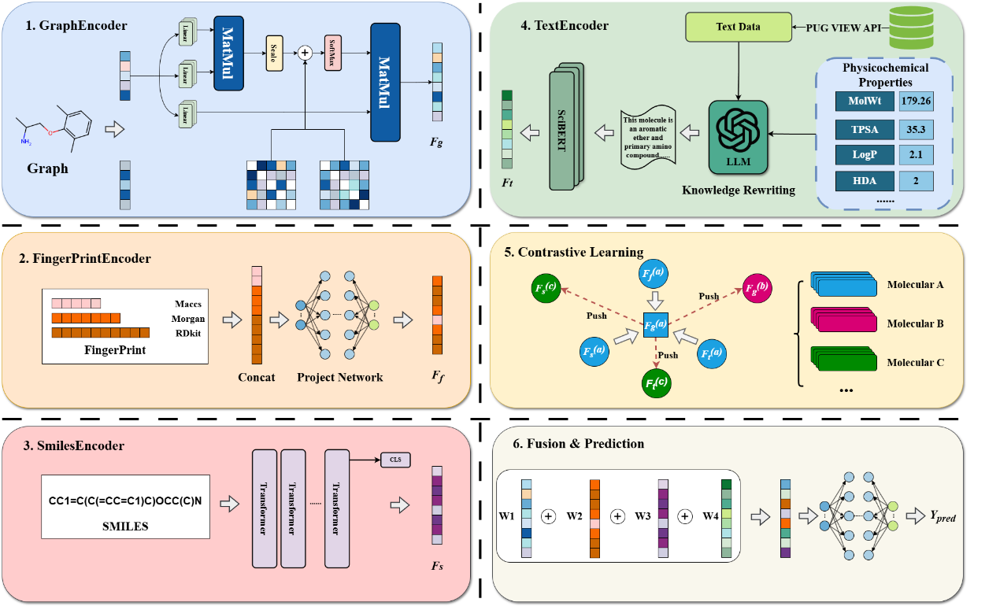 1. GraphEncoder
Linear
Linear
Linear
MatMul
Scale
+
SoftMax
MatMul
Fg
NH2
O
Graph
4. TextEncoder
Text Data
PUG VIEW API
Physicochemical
Properties
MolWt 179.26
TPSA 35.3
LogP 2.1
HDA 2
......
SciBERT
This molecule is
an aromatic
ether and
primary amino
compound......
LLM
Knowledge Rewriting
Ft
2. FingerPrintEncoder
Maccs
Morgan
RDkit
FingerPrint
Concat
Project Network
......
Ff
5. Contrastive Learning
Ff(a)
Fs(c)
Fg(b)
Push
Push
Fg(a)
Fs(a)
Ft(a)
Push
Ft(c)
Molecular A
Molecular B
Molecular C
...
3. SmilesEncoder
CC1=C(C(=CC=C1)C)OCC(C)N
SMILES
Transformer
Transformer
......
Transformer
CLS
Fs
6. Fusion & Prediction
W1 + W2 + W3 + W4
Ypred